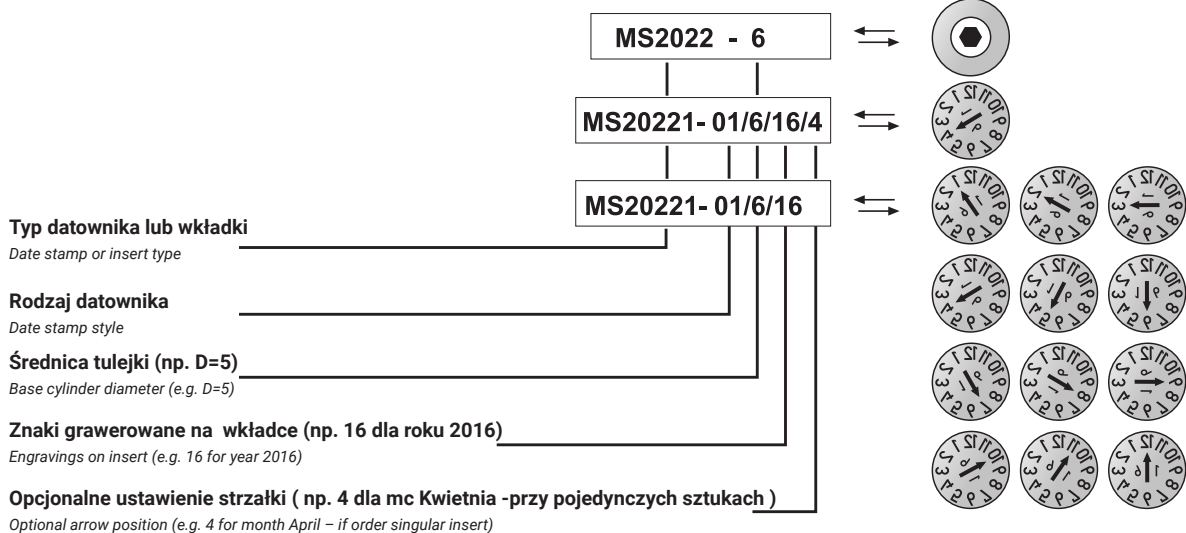 MS2022 - 6
MS20221- 01/6/16/4
MS20221- 01/6/16
Typ datownika lub wkładki
Date stamp or insert type
Rodzaj datownika
Date stamp style
Średnica tulejki (np. D=5)
Base cylinder diameter (e.g. D=5)
Znaki grawerowane na wkładce (np. 16 dla roku 2016)
Engravings on insert (e.g. 16 for year 2016)
Opcjonalne ustawienie strzałki ( np. 4 dla mc Kwietnia -przy pojedynczych sztukach )
Optional arrow position (e.g. 4 for month April – if order singular insert)